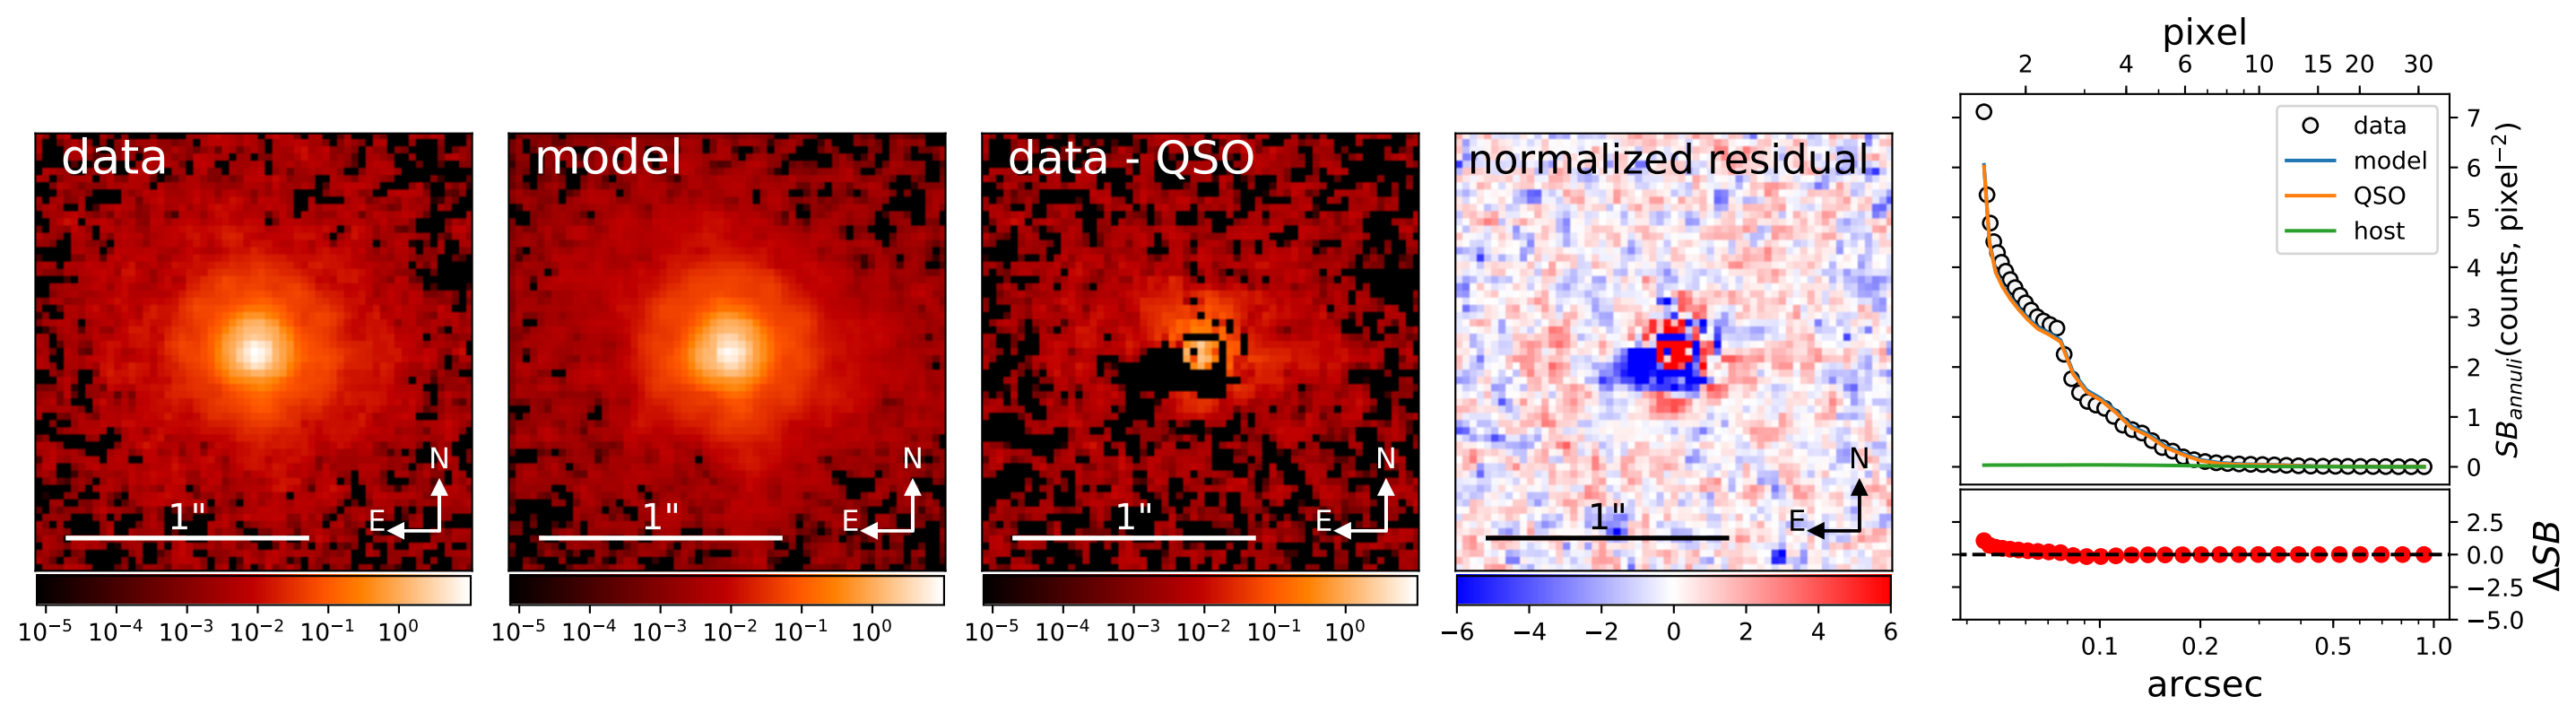 data
N
E
1"
10⁻⁵ 10⁻⁴ 10⁻³ 10⁻² 10⁻¹ 10⁰
model
N
E
1"
10⁻⁵ 10⁻⁴ 10⁻³ 10⁻² 10⁻¹ 10⁰
data - QSO
N
E
1"
10⁻⁵ 10⁻⁴ 10⁻³ 10⁻² 10⁻¹ 10⁰
normalized residual
N
E
1"
−6 −4 −2 0 2 4 6
pixel
2 4 6 10 15 20 30
data
model
QSO
host
7
6
5
4
3
2
1
0
SB_annuli(counts, pixel⁻²)
2.5
0.0
−2.5
−5.0
ΔSB
0.1 0.2 0.5 1.0
arcsec